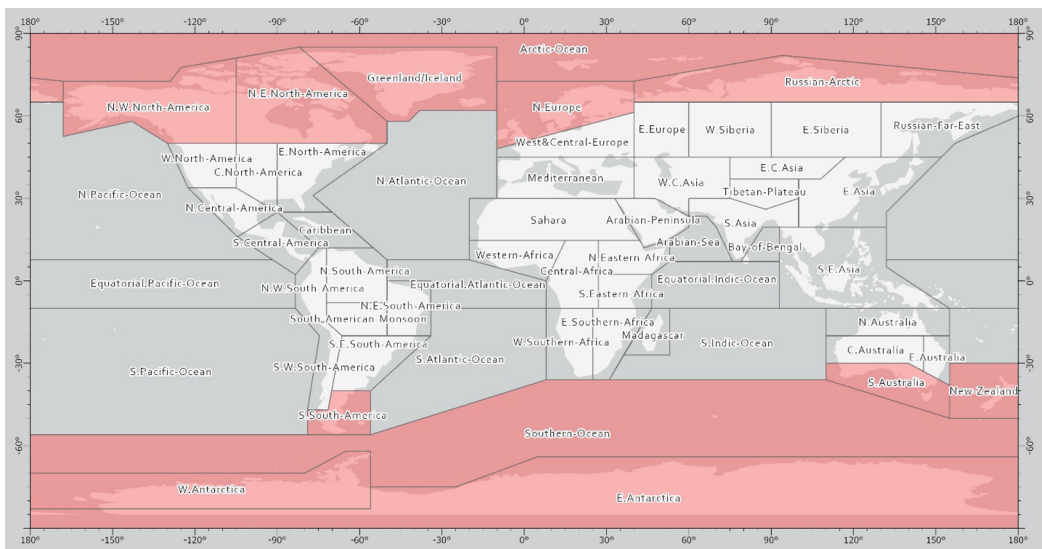 180° -150° -120° -90° -60° -30° 0° 30° 60° 90° 120° 150° 180°
90° 90°
Arctic-Ocean
Greenland/Iceland
Russian-Arctic
N.E.North-America
N.W.North-America
N.Europe
60° 60°
E.Europe
W.Siberia
E.Siberia
Russian-Far-East
West&Central-Europe
E.North-America
W.North-America
C.North-America
E.C.Asia
N.Atlantic-Ocean
Mediterranean
W.C.Asia
Tibetan-Plateau
E.Asia
N.Pacific-Ocean
30° 30°
N.Central-America
Sahara
Arabian-Peninsula
S.Asia
Caribbean
S.Central-America
Arabian-Sea
Bay-of-Bengal
Western-Africa
N.Eastern-Africa
N.South-America
Central-Africa
S.E.Asia
Equatorial.Pacific-Ocean
N.W.South-America
Equatorial.Atlantic-Ocean
Equatorial.Indic-Ocean
0° 0°
S.Eastern-Africa
N.E.South-America
South-American-Monsoon
E.Southern-Africa
N.Australia
Madagascar
S.E.South-America
W.Southern-Africa
S.Indic-Ocean
C.Australia
E.Australia
S.Atlantic-Ocean
S.W.South-America
-30° -30°
S.Pacific-Ocean
S.Australia
New-Zealand
S.South-America
Southern-Ocean
-60° -60°
W.Antarctica
E.Antarctica
180° -150° -120° -90° -60° -30° 0° 30° 60° 90° 120° 150° 180°